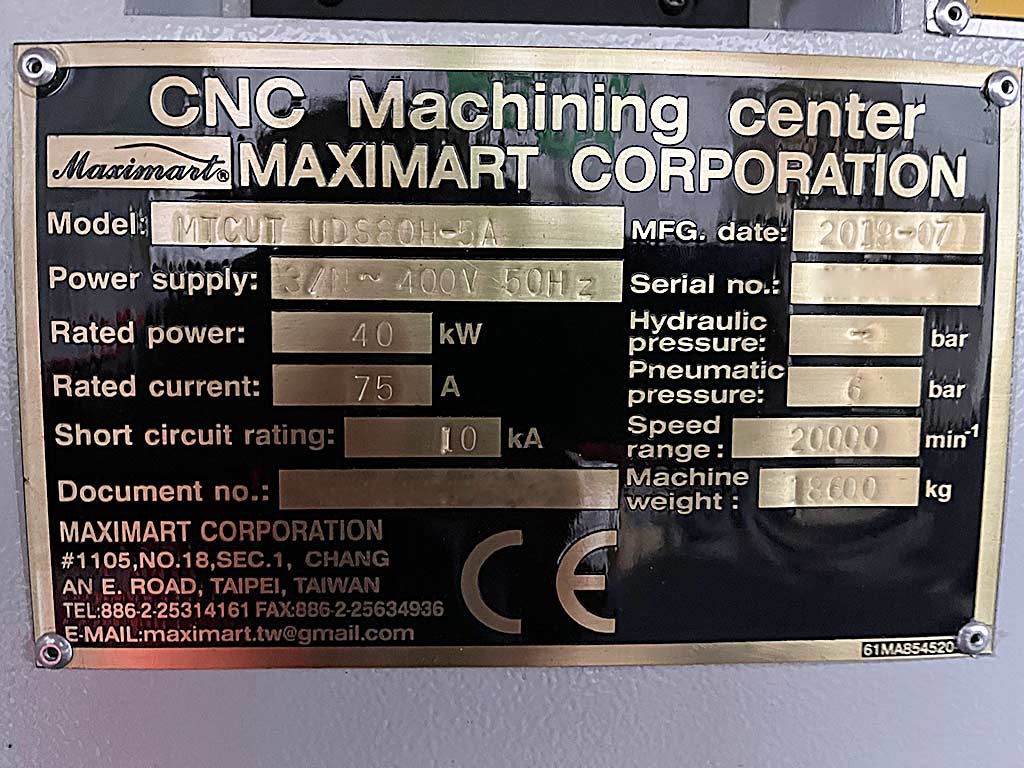 CNC Machining center
Maximart® MAXIMART CORPORATION
Model: MTCUT UDS80H-5A MFG. date: 2019-07
Power supply: 3/N~ 400V 50Hz Serial no.:
Rated power: 40 kW Hydraulic pressure: - bar
Rated current: 75 A Pneumatic pressure: 6 bar
Short circuit rating: 10 kA Speed range: 20000 min-1
Document no.: Machine weight: 18600 kg
MAXIMART CORPORATION
#1105,NO.18,SEC.1, CHANG
AN E. ROAD, TAIPEI, TAIWAN
TEL:886-2-25314161 FAX:886-2-25634936
E-MAIL:maximart.tw@gmail.com
CE
61MA854520